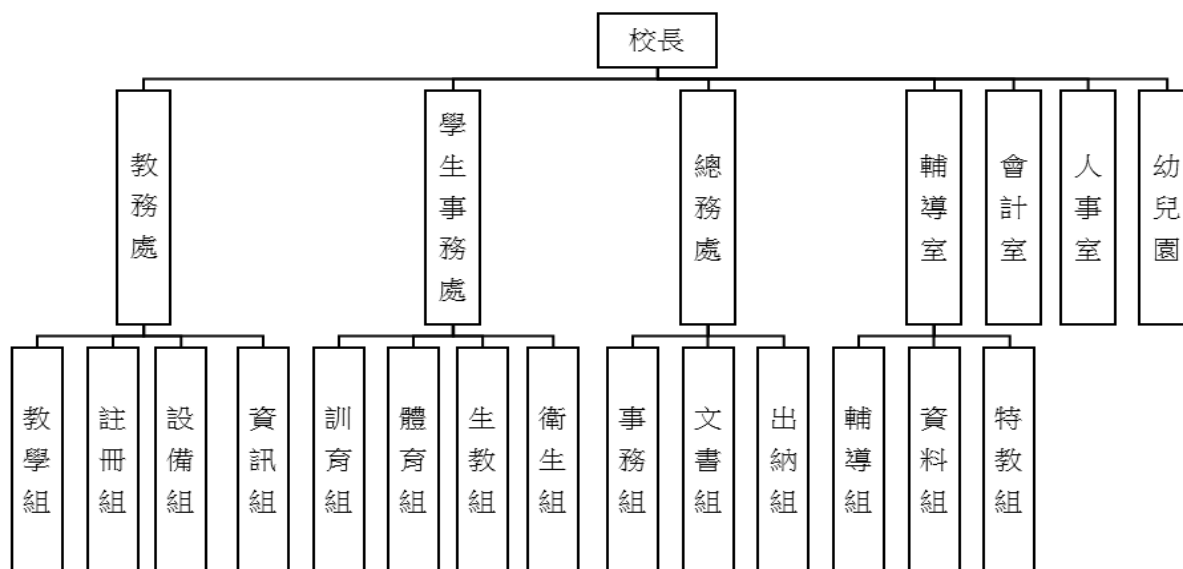 校長
教務處
學生事務處
總務處
輔導室
會計室
人事室
幼兒園
教學組
註冊組
設備組
資訊組
訓育組
體育組
生教組
衛生組
事務組
文書組
出納組
輔導組
資料組
特教組